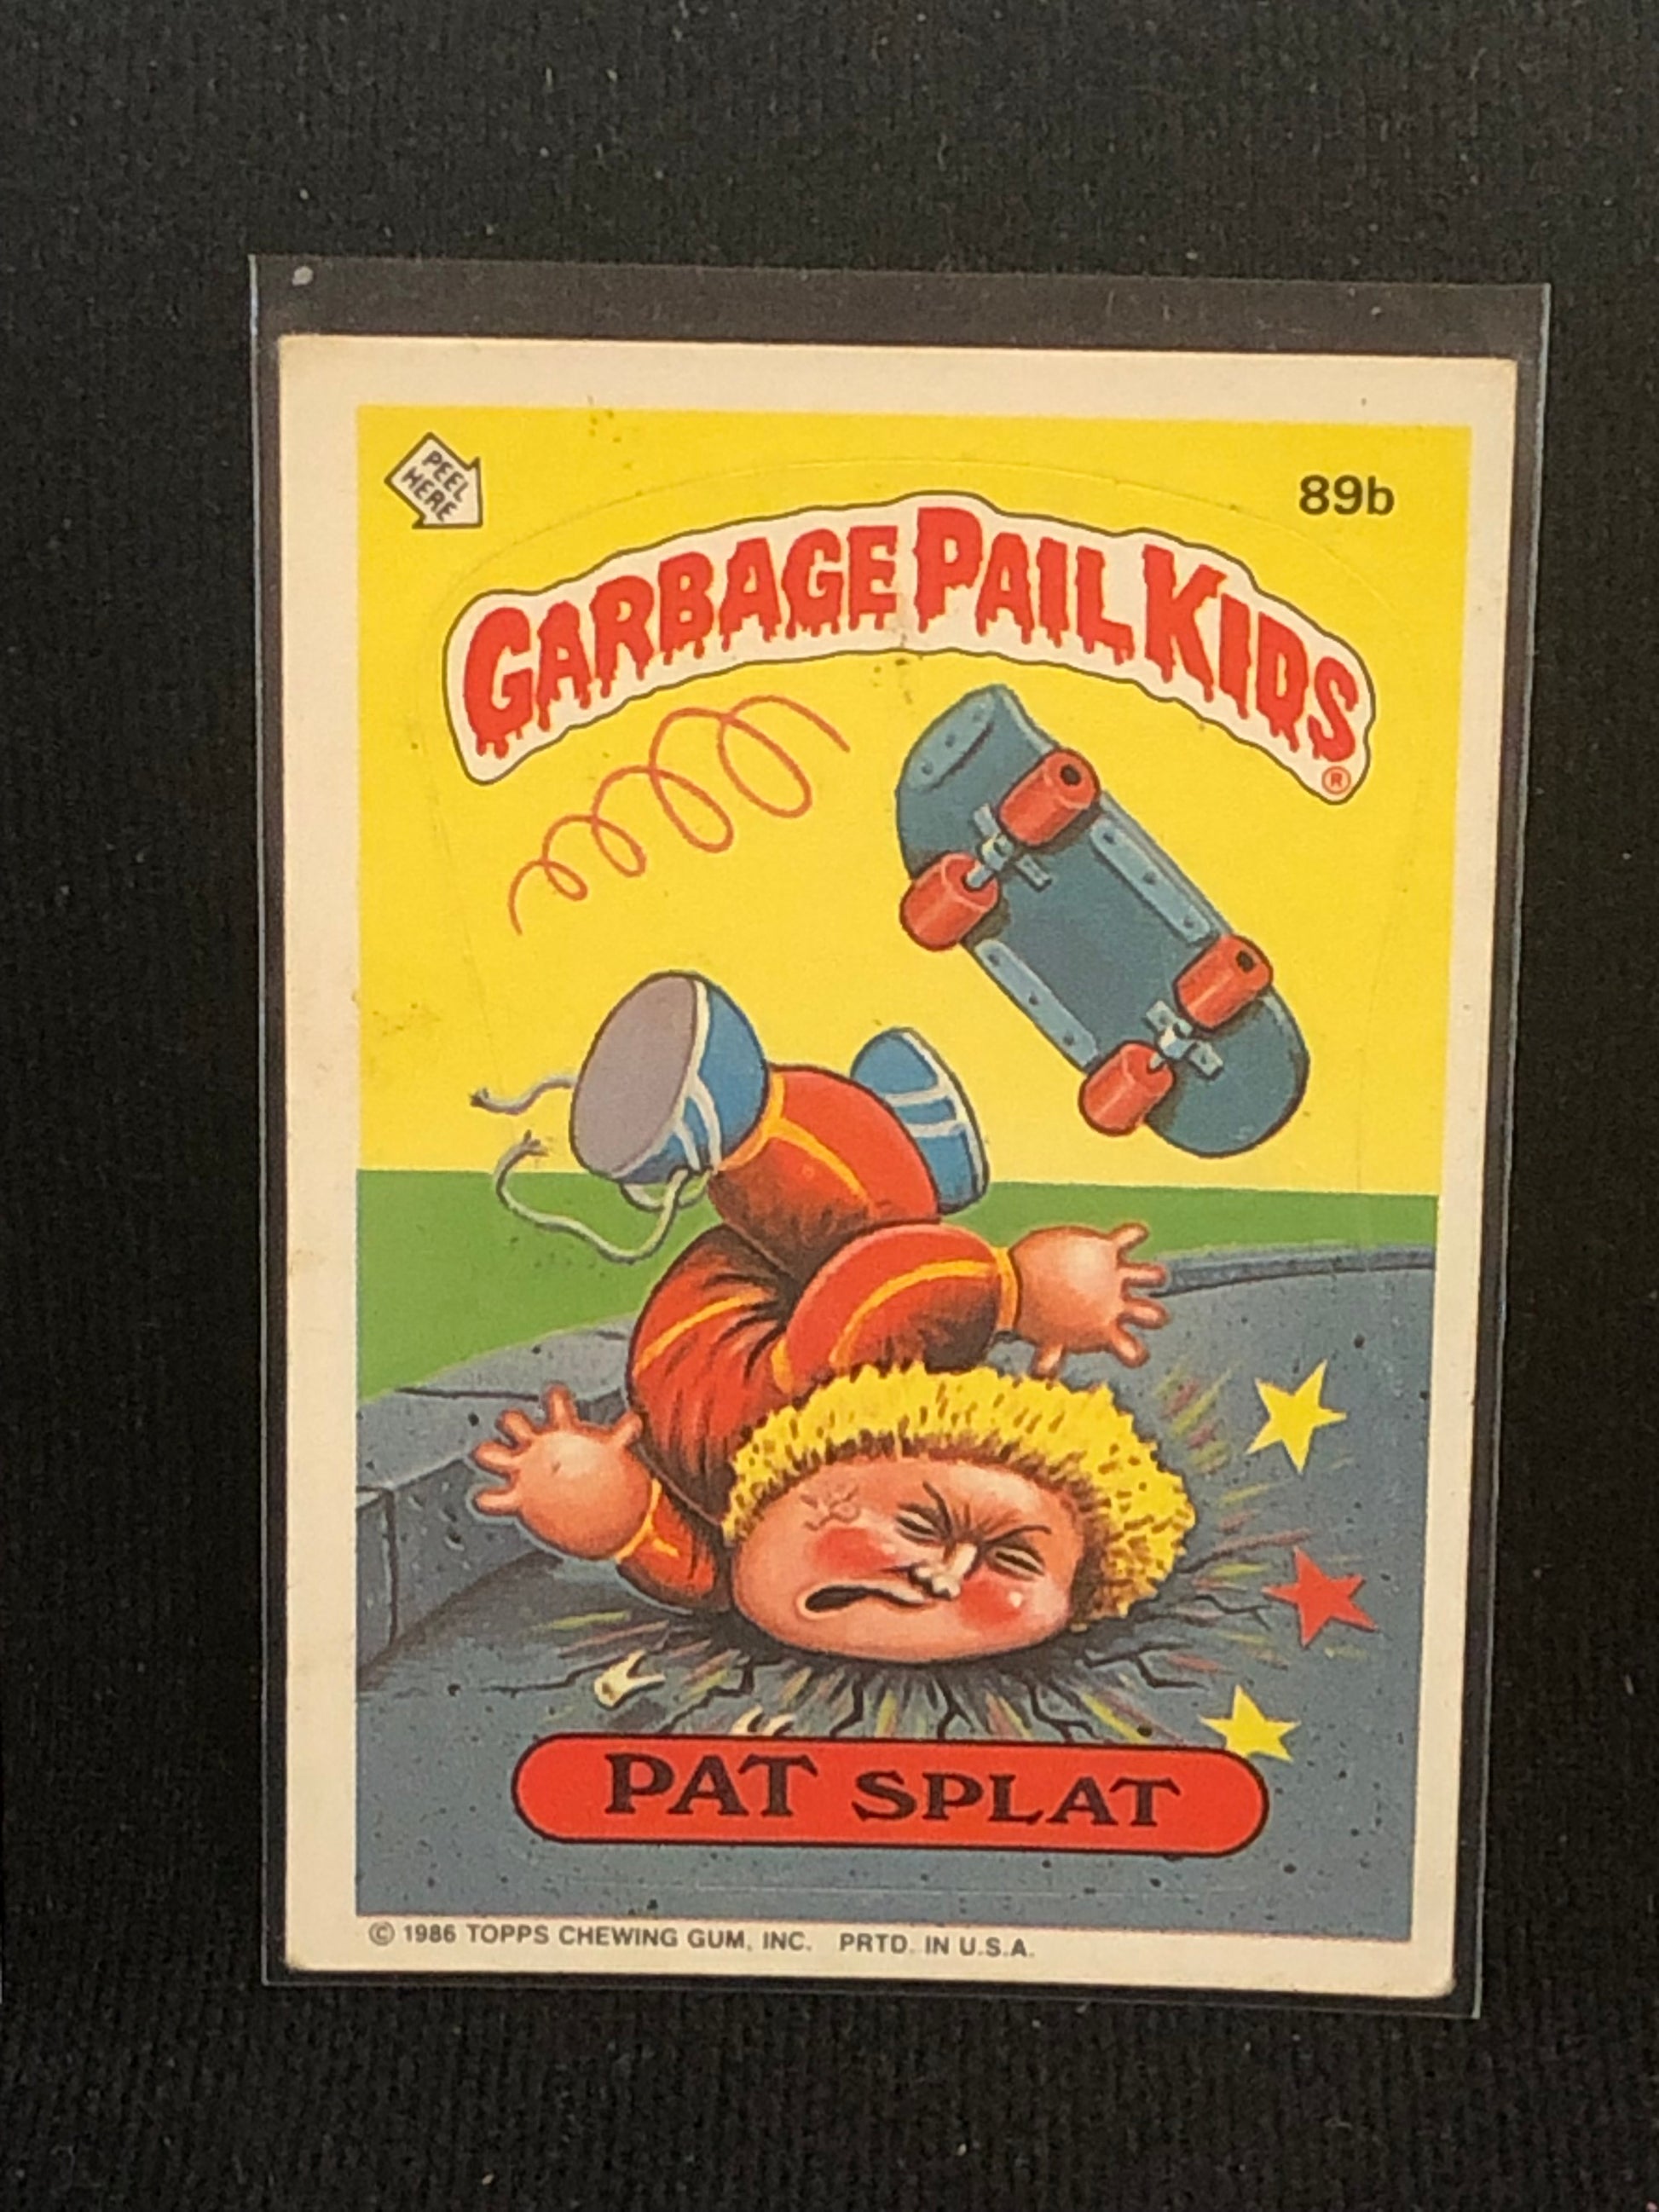 PEEL
HERE
89b
GARBAGE PAIL KIDS
®
PAT SPLAT
© 1986 TOPPS CHEWING GUM, INC. PRTD. IN U.S.A.